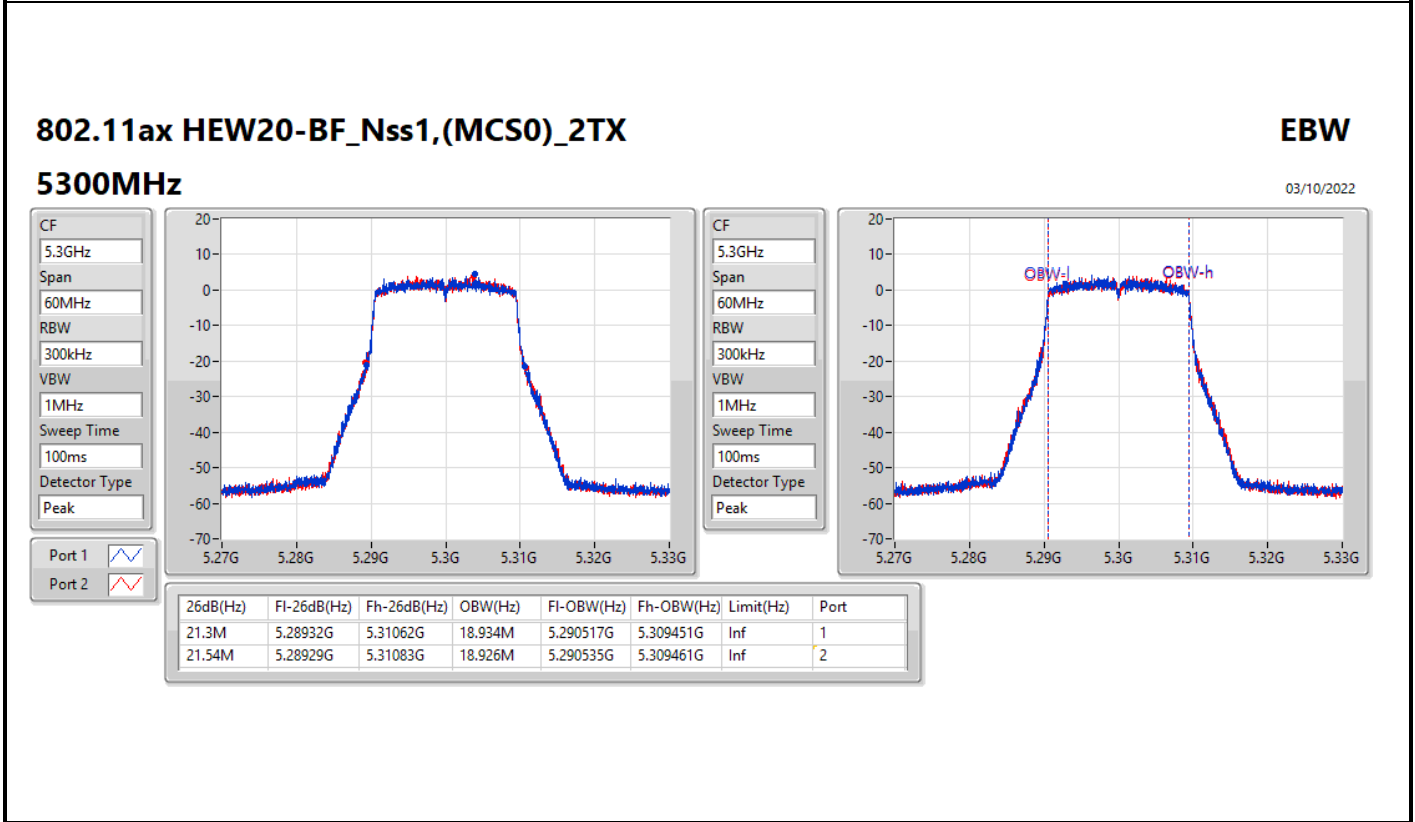 802.11ax HEW20-BF_Nss1,(MCS0)_2TX
EBW
5300MHz
03/10/2022
CF
5.3GHz
Span
60MHz
RBW
300kHz
VBW
1MHz
Sweep Time
100ms
Detector Type
Peak
Port 1
Port 2
20
10
0
-10
-20
-30
-40
-50
-60
-70
5.27G 5.28G 5.29G 5.3G 5.31G 5.32G 5.33G
CF
5.3GHz
Span
60MHz
RBW
300kHz
VBW
1MHz
Sweep Time
100ms
Detector Type
Peak
20
10
0
-10
-20
-30
-40
-50
-60
-70
OBW-l OBW-h
5.27G 5.28G 5.29G 5.3G 5.31G 5.32G 5.33G
26dB(Hz) Fl-26dB(Hz) Fh-26dB(Hz) OBW(Hz) Fl-OBW(Hz) Fh-OBW(Hz) Limit(Hz) Port
21.3M 5.28932G 5.31062G 18.934M 5.290517G 5.309451G Inf 1
21.54M 5.28929G 5.31083G 18.926M 5.290535G 5.309461G Inf 2